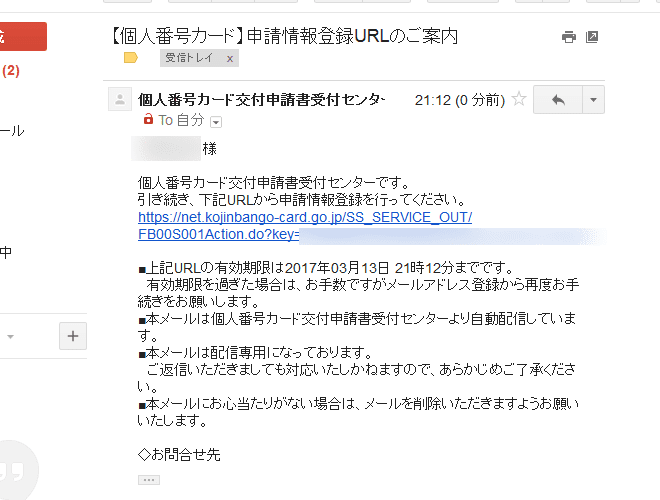 成
(2)
ール
中
【個人番号カード】申請情報登録URLのご案内
受信トレイ x
個人番号カード交付申請書受付センター 21:12 (0 分前)
To 自分
様
個人番号カード交付申請書受付センターです。
引き続き、下記URLから申請情報登録を行ってください。
https://net.kojinbango-card.go.jp/SS_SERVICE_OUT/
FB00S001Action.do?key=
■上記URLの有効期限は2017年03月13日 21時12分までです。
有効期限を過ぎた場合は、お手数ですがメールアドレス登録から再度お手
続きをお願いします。
■本メールは個人番号カード交付申請書受付センターより自動配信していま
す。
■本メールは配信専用になっております。
ご返信いただきましても対応いたしかねますので、あらかじめご了承くださ
い。
■本メールにお心当たりがない場合は、メールを削除いただきますようお願い
いたします。
◇お問合せ先